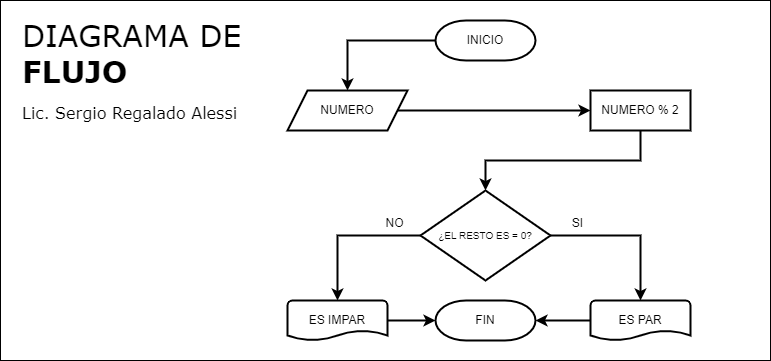 DIAGRAMA DE
FLUJO
Lic. Sergio Regalado Alessi
INICIO
NUMERO
NUMERO % 2
NO
¿EL RESTO ES = 0?
SI
ES IMPAR
FIN
ES PAR